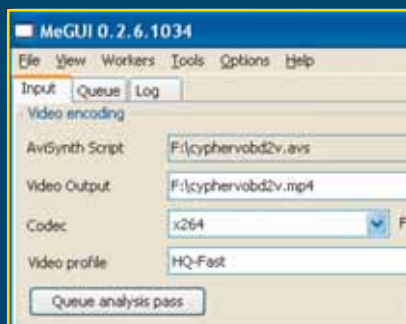 MeGUI 0.2.6.1034
File View Workers Tools Options Help
Input Queue Log
Video encoding
AviSynth Script F:\cyphervobd2v.avs
Video Output F:\cyphervobd2v.mp4
Codec x264 F
Video profile HQ-Fast
Queue analysis pass